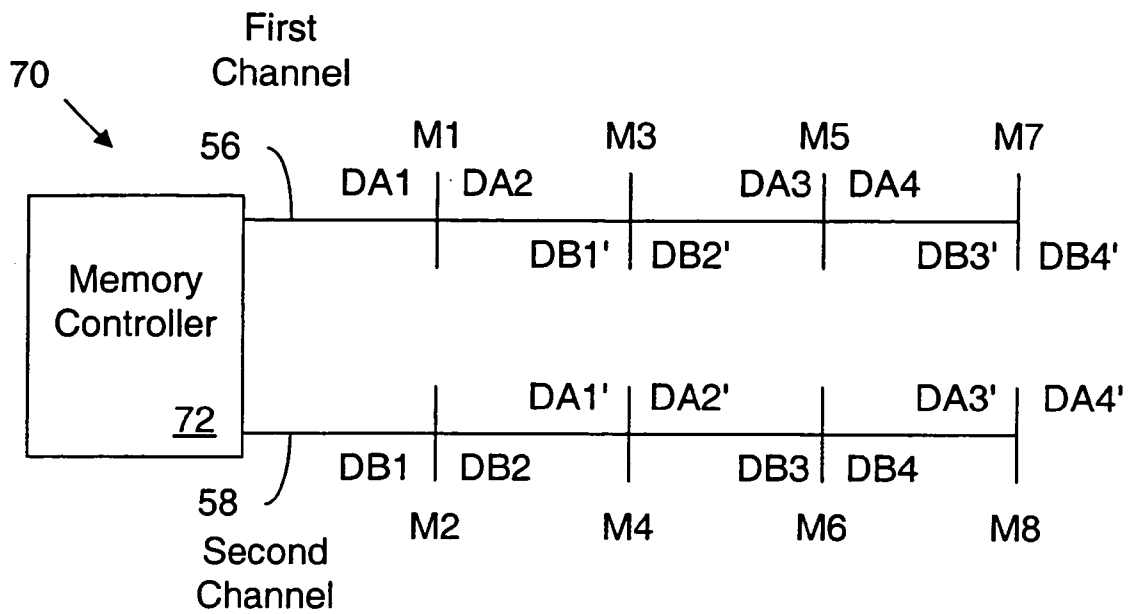 First
Channel
70
56
M1
M3
M5
M7
DA1
DA2
DA3
DA4
DB1'
DB2'
DB3'
DB4'
Memory
Controller
72
DA1'
DA2'
DA3'
DA4'
DB1
DB2
DB3
DB4
58
M2
M4
M6
M8
Second
Channel